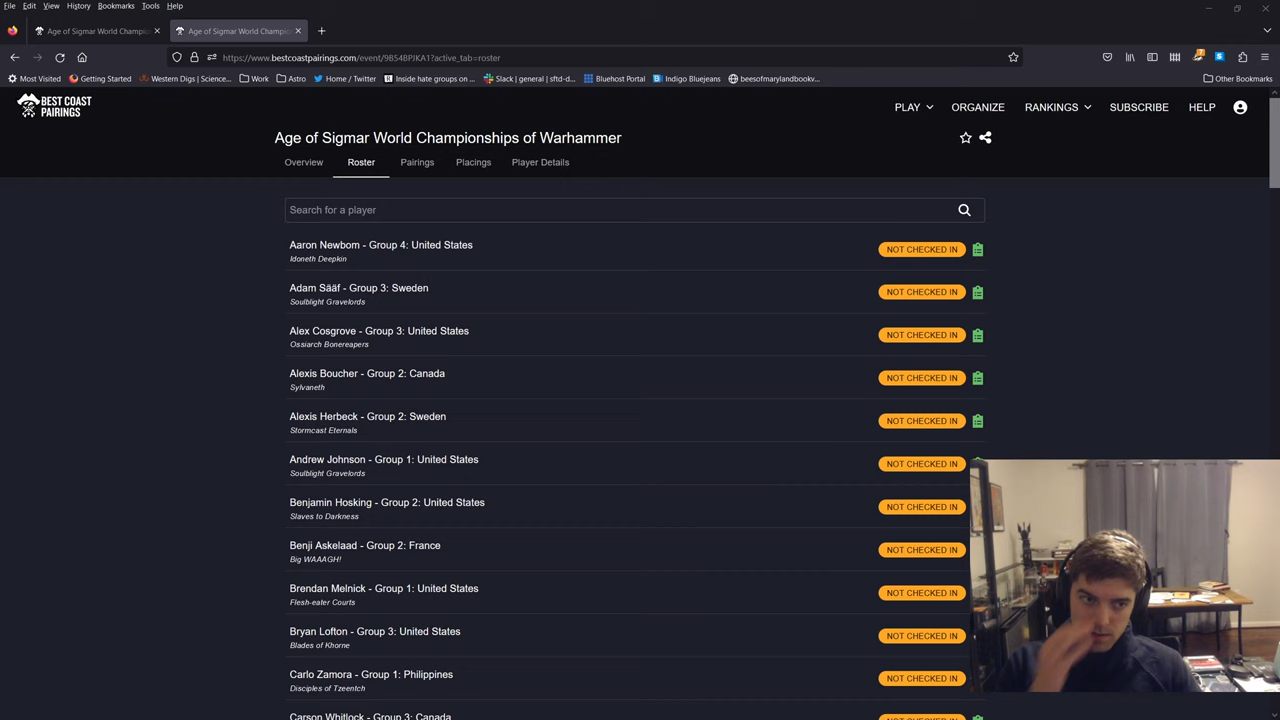 File Edit View History Bookmarks Tools Help
Age of Sigmar World Champion
Age of Sigmar World Champion
https://www.bestcoastpairings.com/event/9B54BPIKA1?active_tab=roster
Most Visited Getting Started Western Digs | Science... Work Astro Home / Twitter Inside hate groups on ... Slack | general | sftd-d... Bluehost Portal Indigo Bluejeans beesofmarylandbookv... Other Bookmarks
BEST COAST
PAIRINGS
PLAY ORGANIZE RANKINGS SUBSCRIBE HELP
Age of Sigmar World Championships of Warhammer
Overview Roster Pairings Placings Player Details
Search for a player
Aaron Newbom - Group 4: United States
Idoneth Deepkin
NOT CHECKED IN
Adam Sääf - Group 3: Sweden
Soulblight Gravelords
NOT CHECKED IN
Alex Cosgrove - Group 3: United States
Ossiarch Bonereapers
NOT CHECKED IN
Alexis Boucher - Group 2: Canada
Sylvaneth
NOT CHECKED IN
Alexis Herbeck - Group 2: Sweden
Stormcast Eternals
NOT CHECKED IN
Andrew Johnson - Group 1: United States
Soulblight Gravelords
NOT CHECKED IN
Benjamin Hosking - Group 2: United States
Slaves to Darkness
NOT CHECKED IN
Benji Askelaad - Group 2: France
Big WAAAGH!
NOT CHECKED IN
Brendan Melnick - Group 1: United States
Flesh-eater Courts
NOT CHECKED IN
Bryan Lofton - Group 3: United States
Blades of Khorne
NOT CHECKED IN
Carlo Zamora - Group 1: Philippines
Disciples of Tzeentch
NOT CHECKED IN
Carson Whitlock - Group 3: Canada